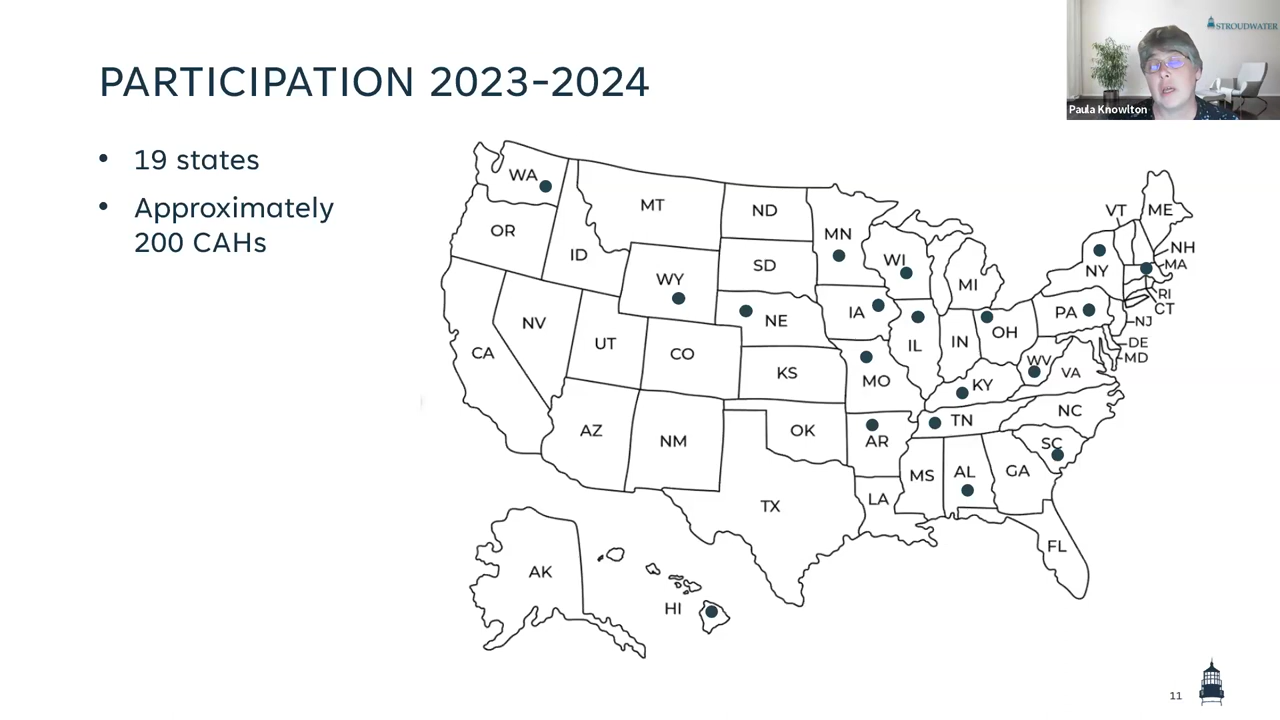 STROUDWATER
Paula Knowlton
PARTICIPATION 2023-2024
• 19 states
• Approximately
200 CAHs
WA
MT
ND
MN
VT
ME
OR
ID
SD
WI
MI
NY
NH
MA
WY
RI
CT
NV
NE
IA
PA
NJ
UT
CO
IL
IN
OH
DE
MD
CA
KS
MO
KY
WV
VA
AZ
NM
OK
AR
TN
NC
SC
MS
AL
GA
TX
LA
FL
AK
HI
11